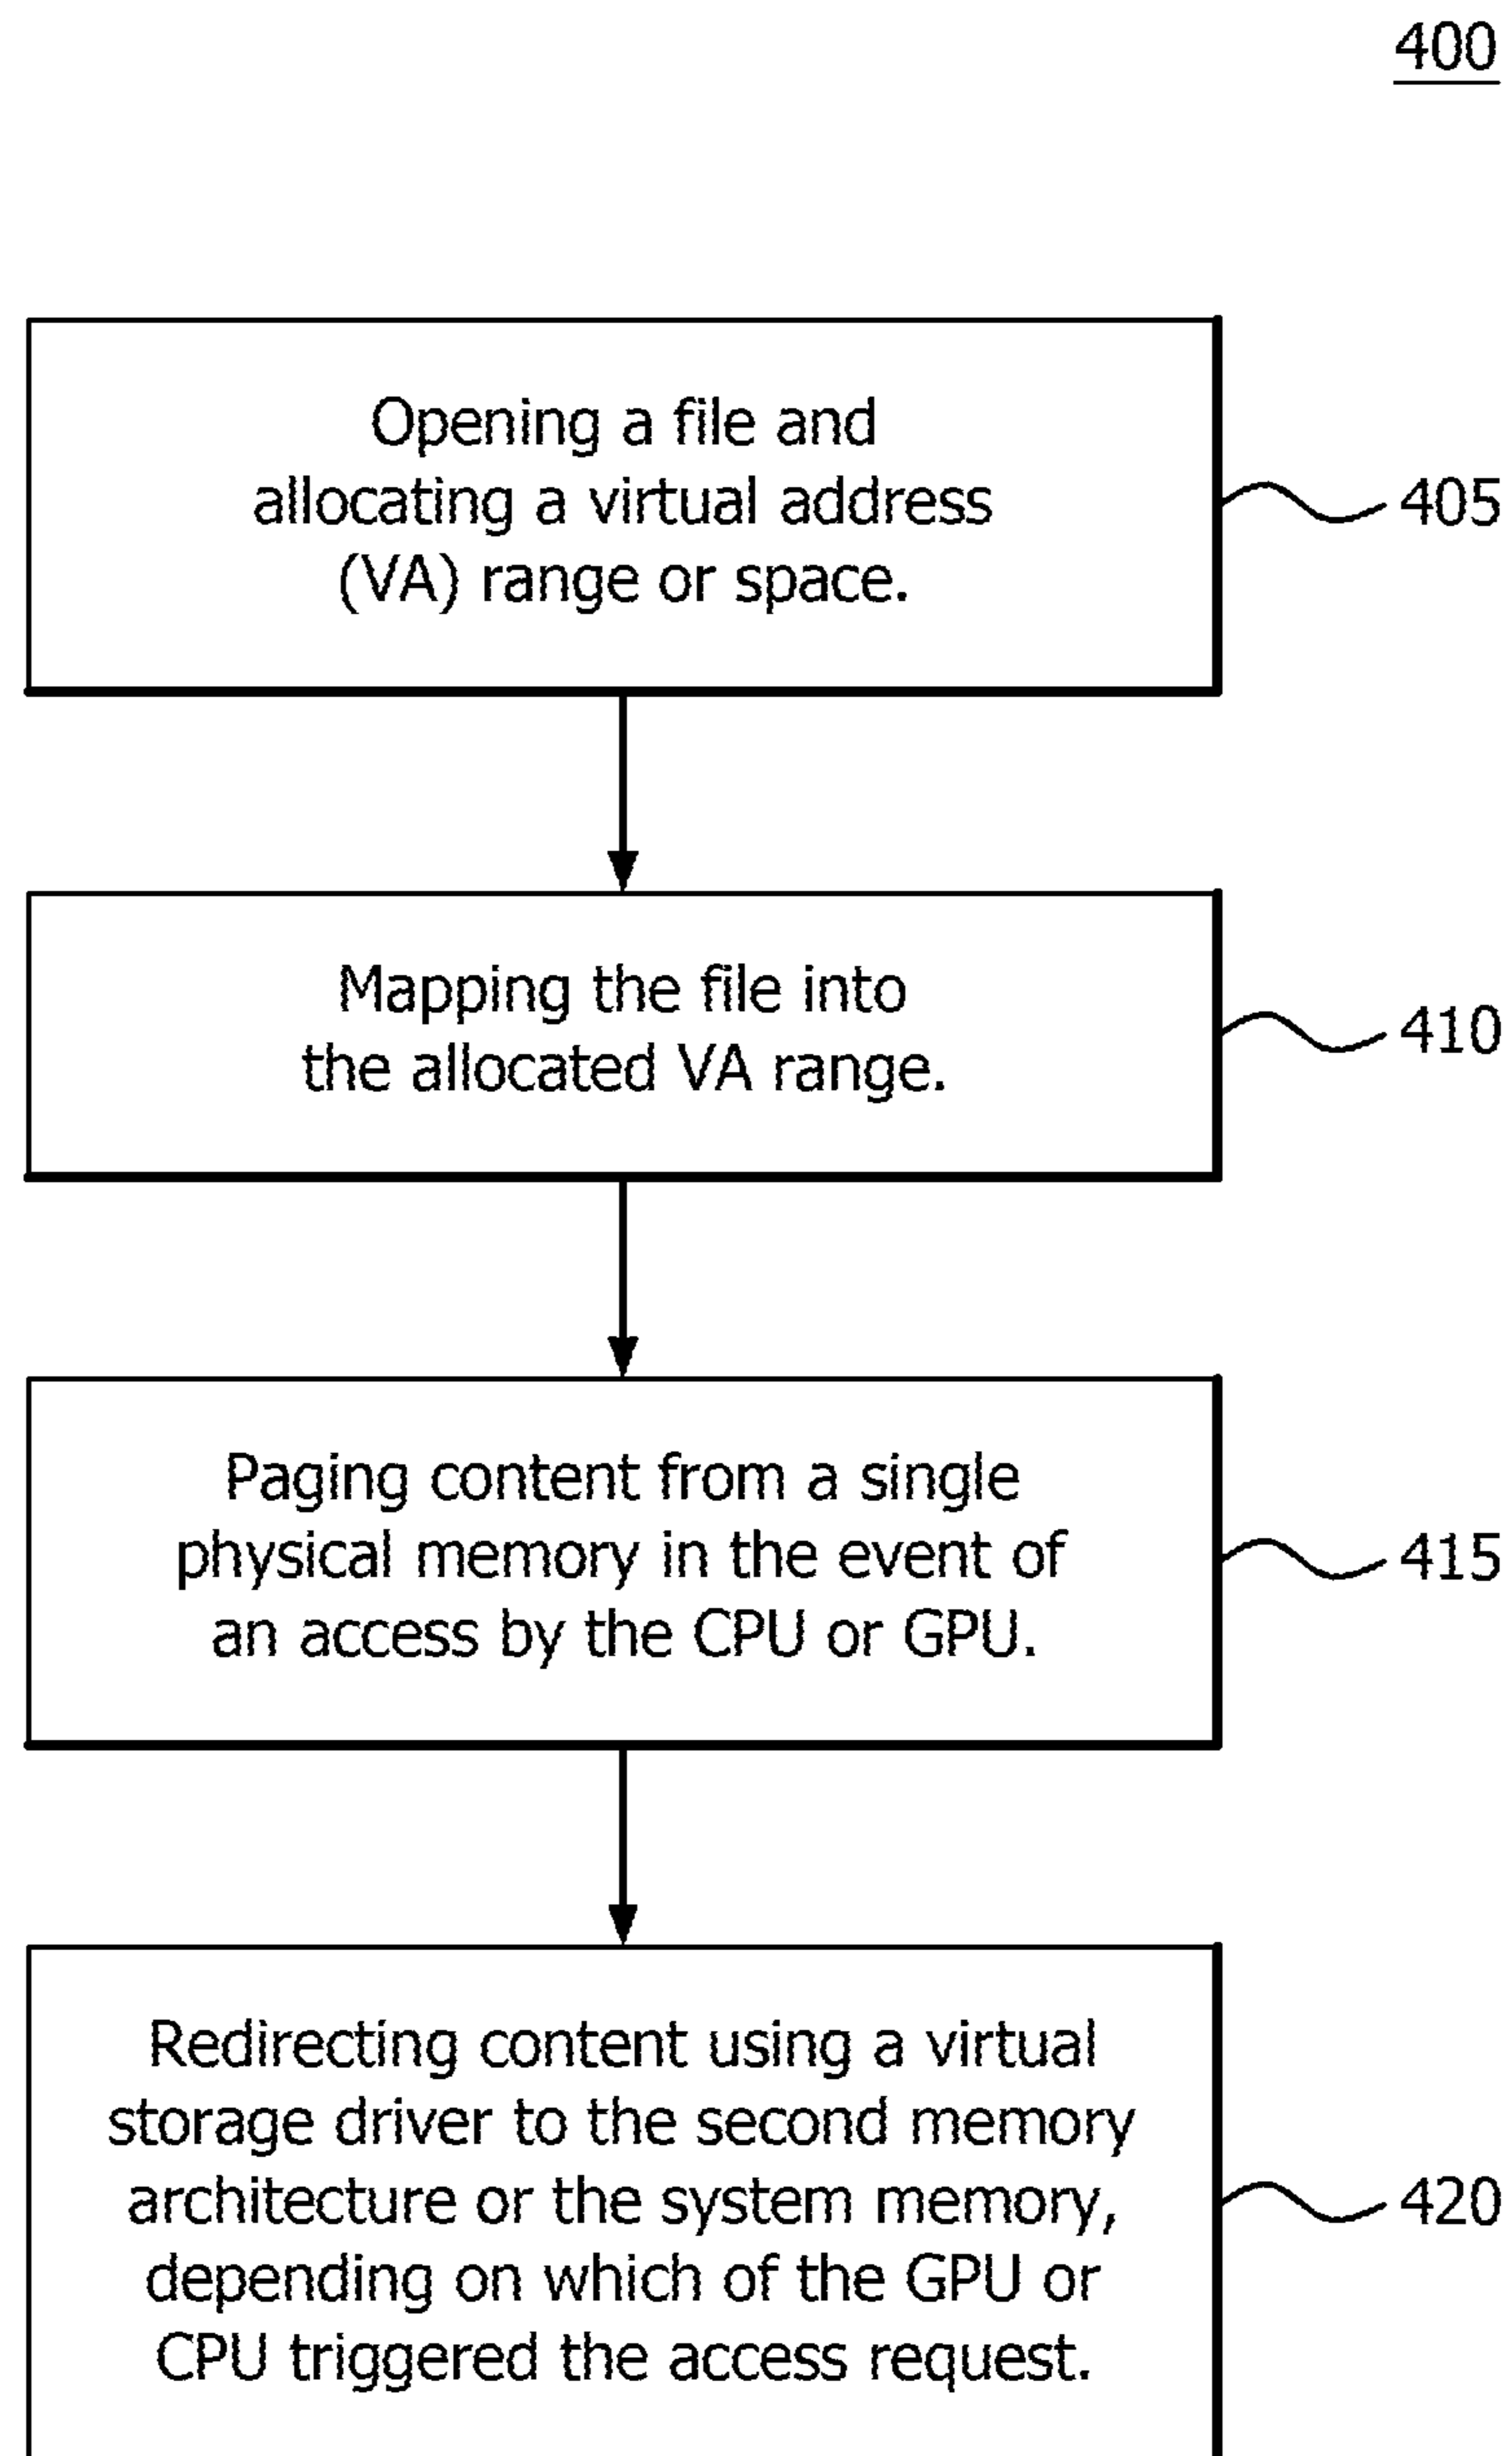 400
Opening a file and
allocating a virtual address
(VA) range or space.
405
Mapping the file into
the allocated VA range.
410
Paging content from a single
physical memory in the event of
an access by the CPU or GPU.
415
Redirecting content using a virtual
storage driver to the second memory
architecture or the system memory,
depending on which of the GPU or
CPU triggered the access request.
420